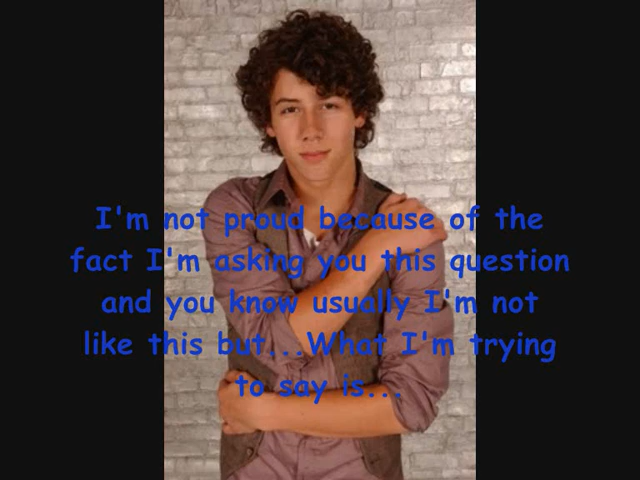 I'm not proud because of the
fact I'm asking you this question
and you know usually I'm not
like this but...What I'm trying
to say is...